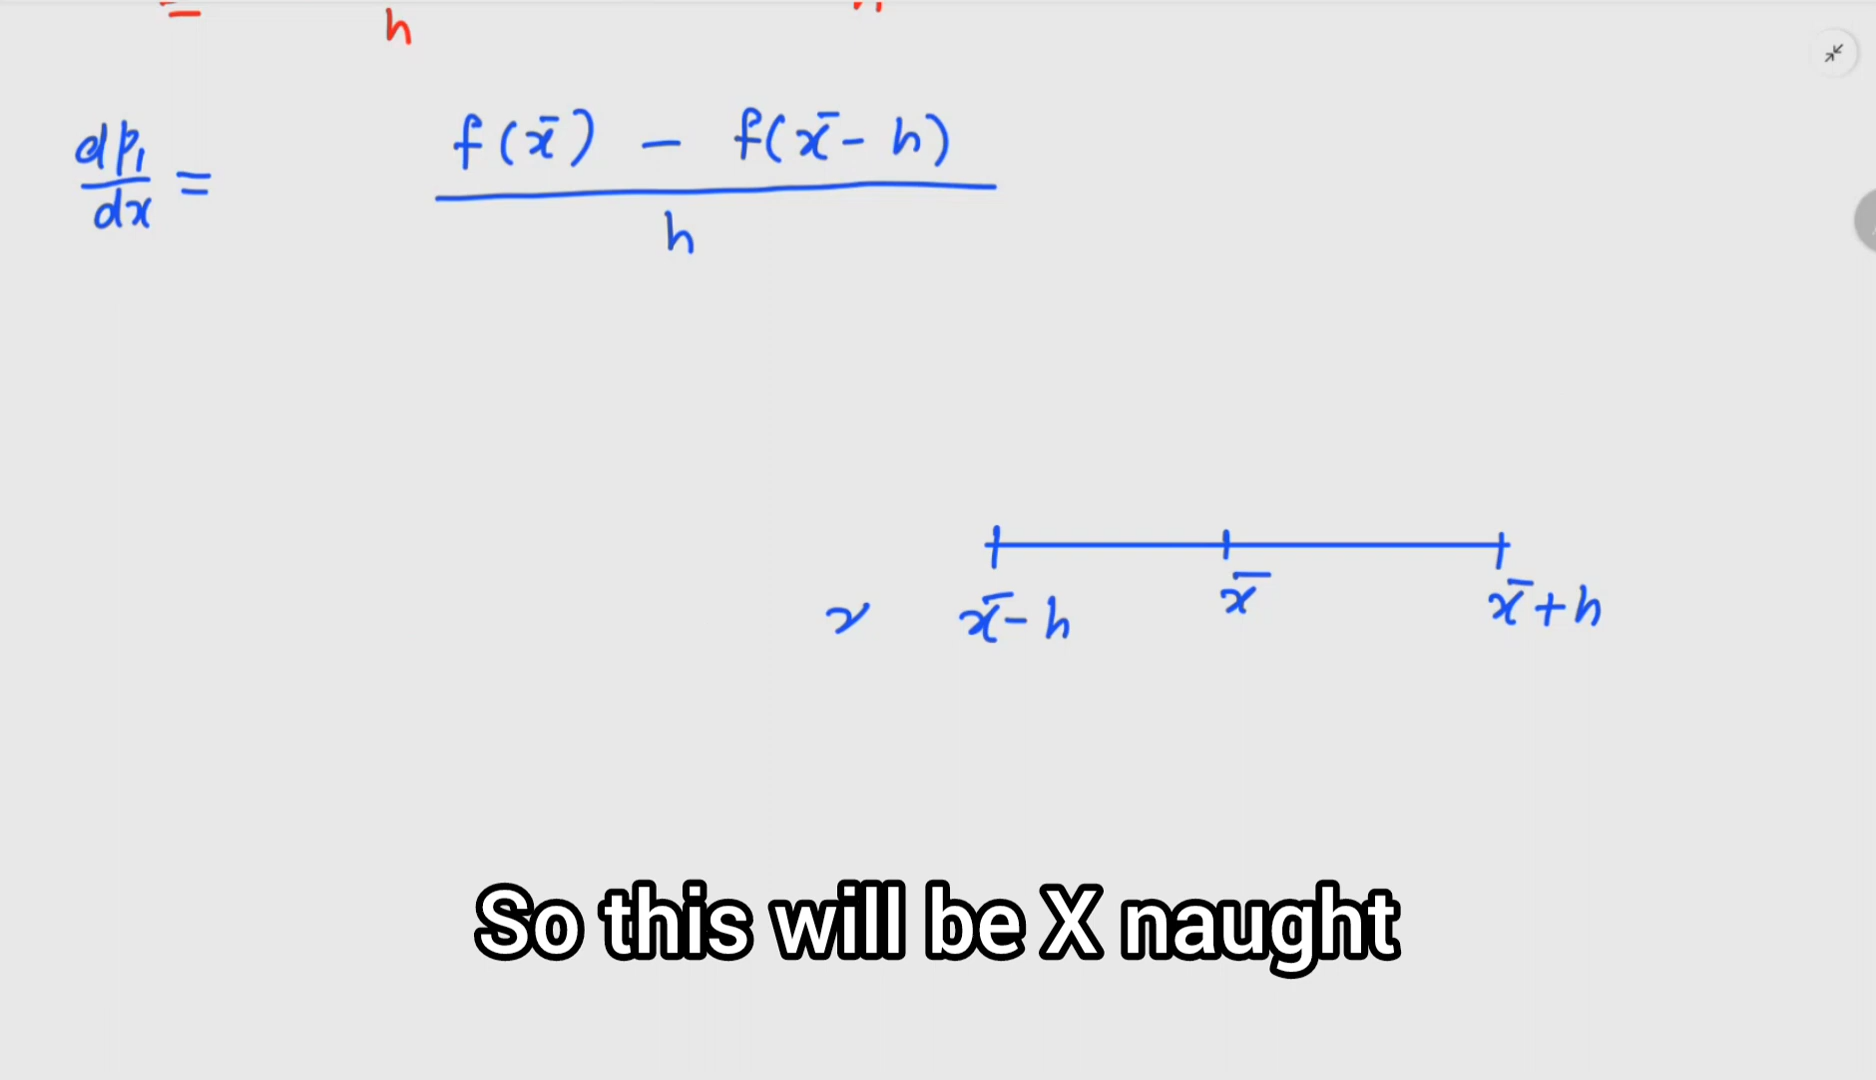 h
dp₁/dx = (f(x̄) - f(x̄ - h))/h
x x̄ - h x̄ x̄ + h
So this will be X naught